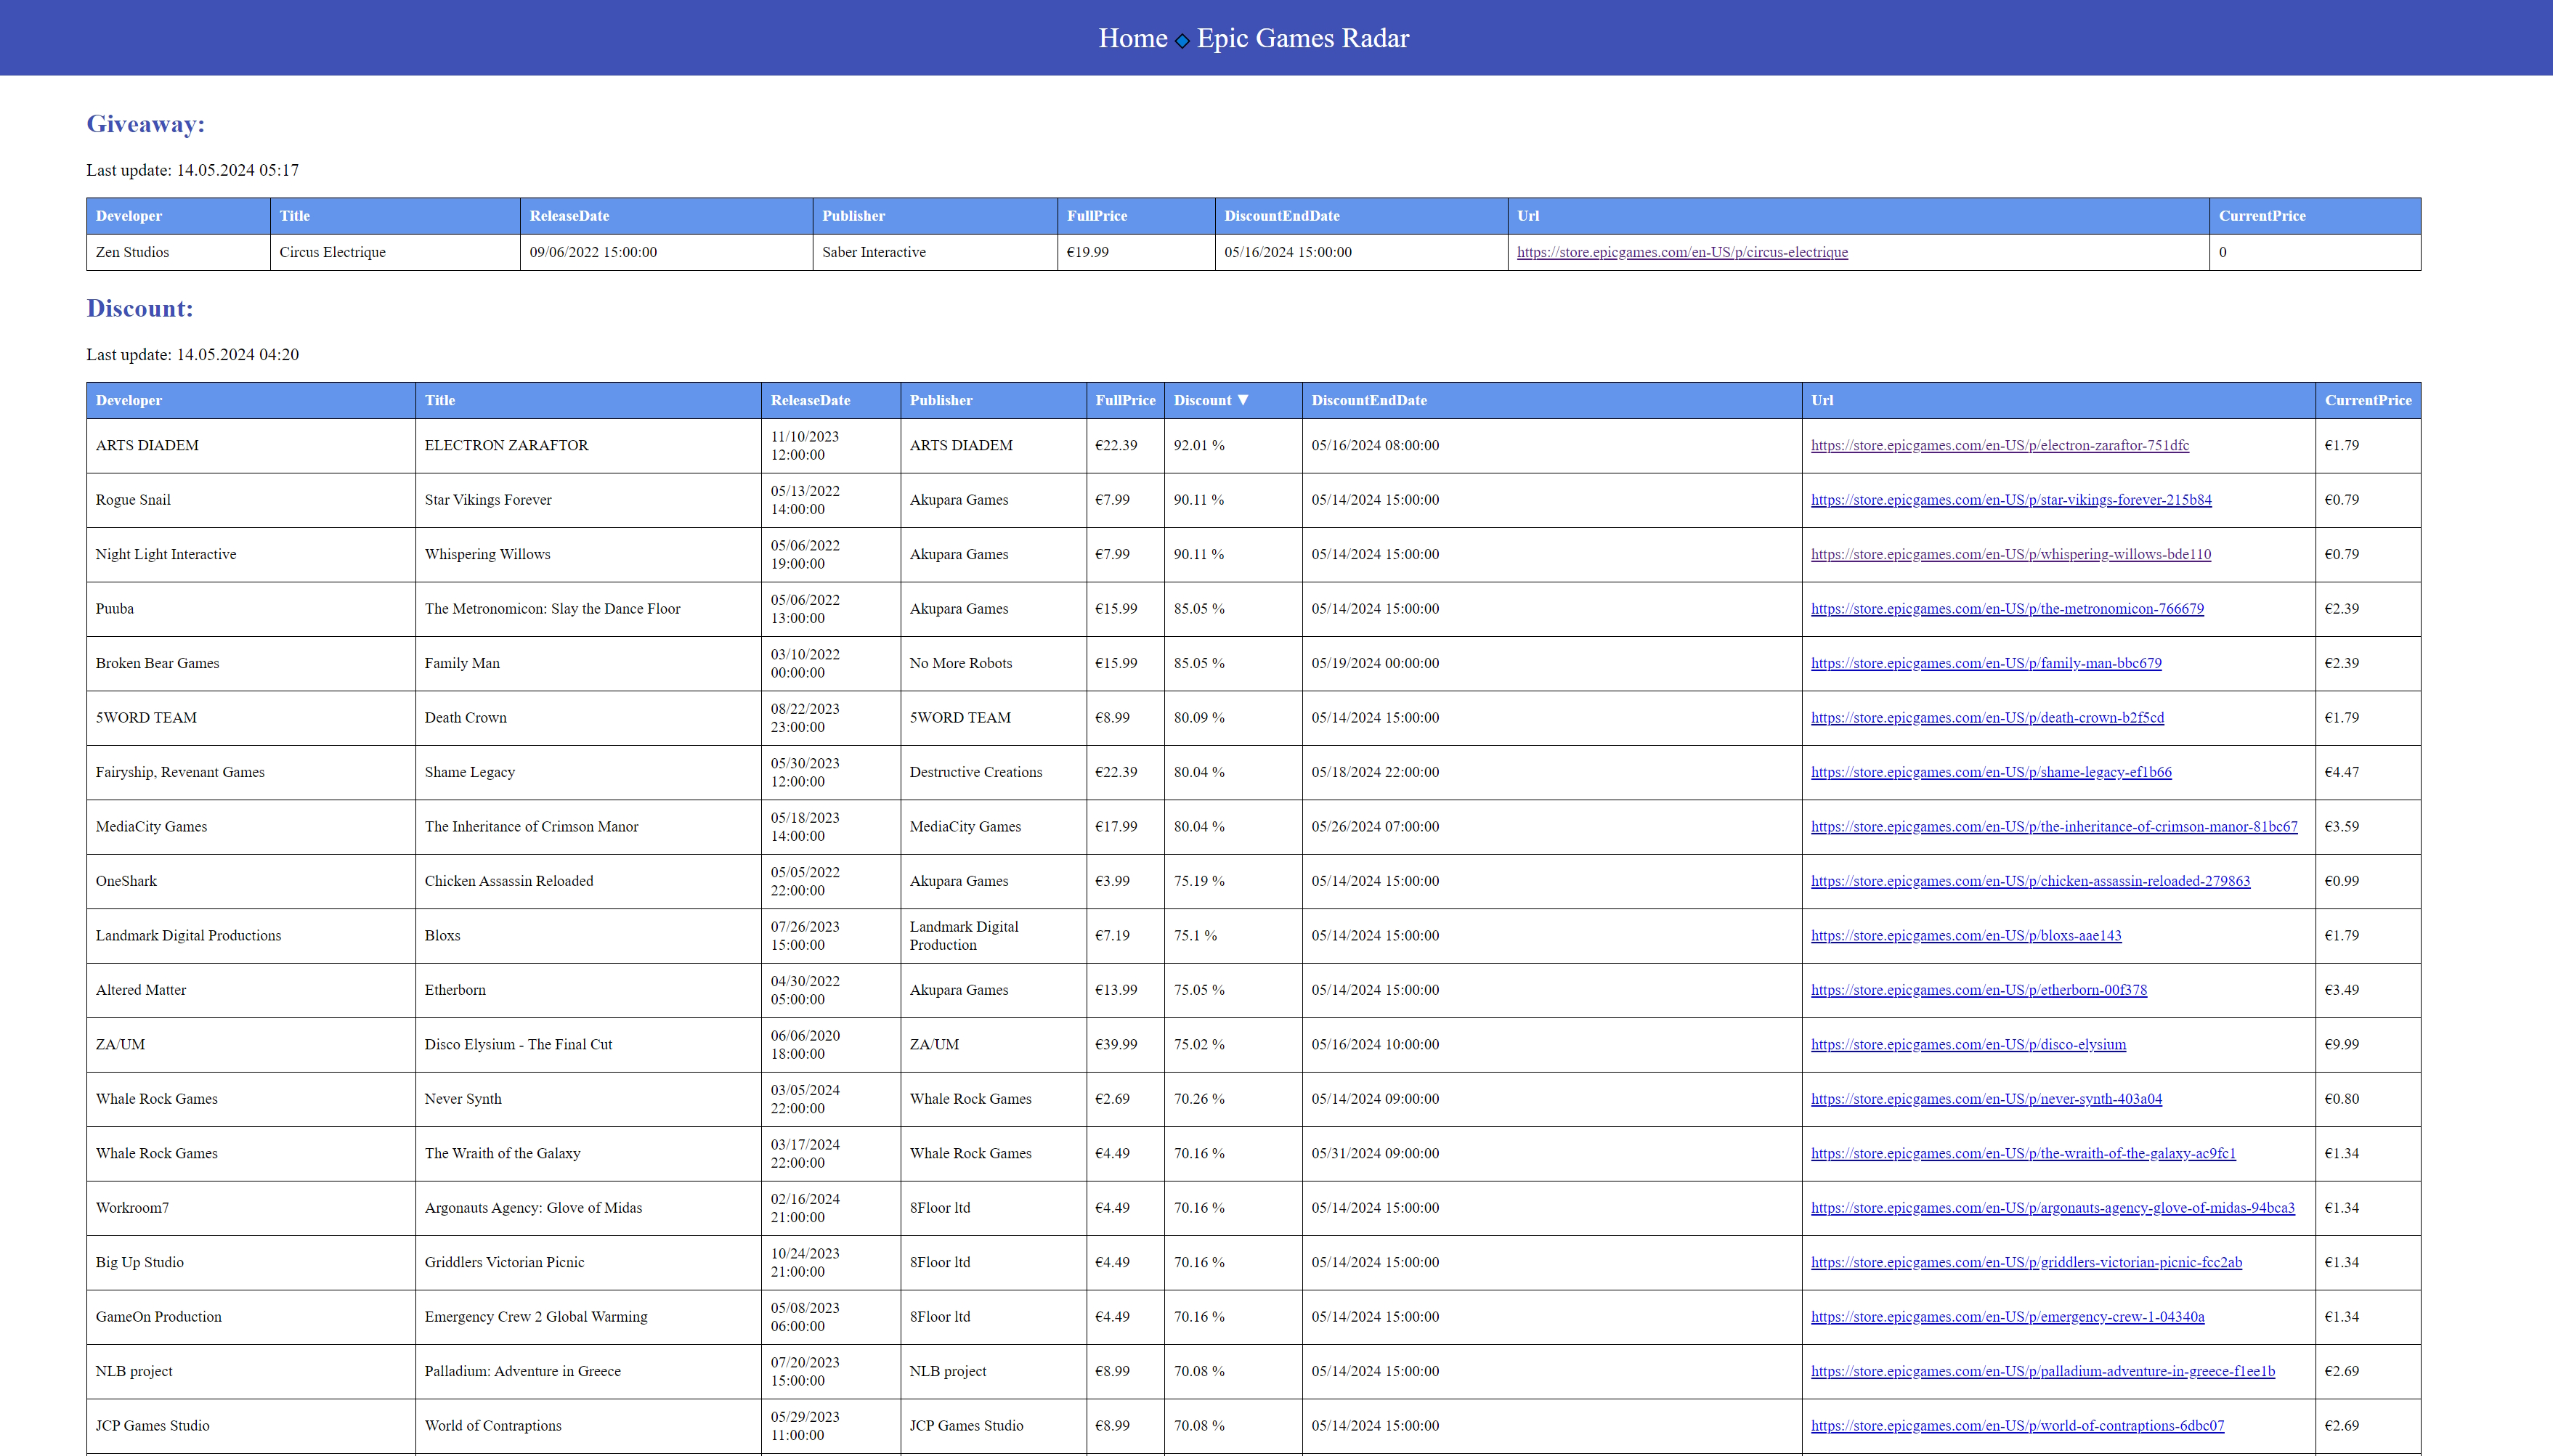 Home Epic Games Radar
Giveaway:
Last update: 14.05.2024 05:17
Developer Title ReleaseDate Publisher FullPrice DiscountEndDate Url CurrentPrice
Zen Studios Circus Electrique 09/06/2022 15:00:00 Saber Interactive €19.99 05/16/2024 15:00:00 https://store.epicgames.com/en-US/p/circus-electrique 0
Discount:
Last update: 14.05.2024 04:20
Developer Title ReleaseDate Publisher FullPrice Discount ▼ DiscountEndDate Url CurrentPrice
ARTS DIADEM ELECTRON ZARAFTOR 11/10/2023 12:00:00 ARTS DIADEM €22.39 92.01 % 05/16/2024 08:00:00 https://store.epicgames.com/en-US/p/electron-zaraftor-751dfc €1.79
Rogue Snail Star Vikings Forever 05/13/2022 14:00:00 Akupara Games €7.99 90.11 % 05/14/2024 15:00:00 https://store.epicgames.com/en-US/p/star-vikings-forever-215b84 €0.79
Night Light Interactive Whispering Willows 05/06/2022 19:00:00 Akupara Games €7.99 90.11 % 05/14/2024 15:00:00 https://store.epicgames.com/en-US/p/whispering-willows-bde110 €0.79
Puuba The Metronomicon: Slay the Dance Floor 05/06/2022 13:00:00 Akupara Games €15.99 85.05 % 05/14/2024 15:00:00 https://store.epicgames.com/en-US/p/the-metronomicon-766679 €2.39
Broken Bear Games Family Man 03/10/2022 00:00:00 No More Robots €15.99 85.05 % 05/19/2024 00:00:00 https://store.epicgames.com/en-US/p/family-man-bbc679 €2.39
5WORD TEAM Death Crown 08/22/2023 23:00:00 5WORD TEAM €8.99 80.09 % 05/14/2024 15:00:00 https://store.epicgames.com/en-US/p/death-crown-b2f5cd €1.79
Fairyship, Revenant Games Shame Legacy 05/30/2023 12:00:00 Destructive Creations €22.39 80.04 % 05/18/2024 22:00:00 https://store.epicgames.com/en-US/p/shame-legacy-ef1b66 €4.47
MediaCity Games The Inheritance of Crimson Manor 05/18/2023 14:00:00 MediaCity Games €17.99 80.04 % 05/26/2024 07:00:00 https://store.epicgames.com/en-US/p/the-inheritance-of-crimson-manor-81bc67 €3.59
OneShark Chicken Assassin Reloaded 05/05/2022 22:00:00 Akupara Games €3.99 75.19 % 05/14/2024 15:00:00 https://store.epicgames.com/en-US/p/chicken-assassin-reloaded-279863 €0.99
Landmark Digital Productions Bloxs 07/26/2023 15:00:00 Landmark Digital Production €7.19 75.1 % 05/14/2024 15:00:00 https://store.epicgames.com/en-US/p/bloxs-aae143 €1.79
Altered Matter Etherborn 04/30/2022 05:00:00 Akupara Games €13.99 75.05 % 05/14/2024 15:00:00 https://store.epicgames.com/en-US/p/etherborn-00f378 €3.49
ZA/UM Disco Elysium - The Final Cut 06/06/2020 18:00:00 ZA/UM €39.99 75.02 % 05/16/2024 10:00:00 https://store.epicgames.com/en-US/p/disco-elysium €9.99
Whale Rock Games Never Synth 03/05/2024 22:00:00 Whale Rock Games €2.69 70.26 % 05/14/2024 09:00:00 https://store.epicgames.com/en-US/p/never-synth-403a04 €0.80
Whale Rock Games The Wraith of the Galaxy 03/17/2024 22:00:00 Whale Rock Games €4.49 70.16 % 05/31/2024 09:00:00 https://store.epicgames.com/en-US/p/the-wraith-of-the-galaxy-ac9fc1 €1.34
Workroom7 Argonauts Agency: Glove of Midas 02/16/2024 21:00:00 8Floor ltd €4.49 70.16 % 05/14/2024 15:00:00 https://store.epicgames.com/en-US/p/argonauts-agency-glove-of-midas-94bca3 €1.34
Big Up Studio Griddlers Victorian Picnic 10/24/2023 21:00:00 8Floor ltd €4.49 70.16 % 05/14/2024 15:00:00 https://store.epicgames.com/en-US/p/griddlers-victorian-picnic-fcc2ab €1.34
GameOn Production Emergency Crew 2 Global Warming 05/08/2023 06:00:00 8Floor ltd €4.49 70.16 % 05/14/2024 15:00:00 https://store.epicgames.com/en-US/p/emergency-crew-1-04340a €1.34
NLB project Palladium: Adventure in Greece 07/20/2023 15:00:00 NLB project €8.99 70.08 % 05/14/2024 15:00:00 https://store.epicgames.com/en-US/p/palladium-adventure-in-greece-f1ee1b €2.69
JCP Games Studio World of Contraptions 05/29/2023 11:00:00 JCP Games Studio €8.99 70.08 % 05/14/2024 15:00:00 https://store.epicgames.com/en-US/p/world-of-contraptions-6dbc07 €2.69